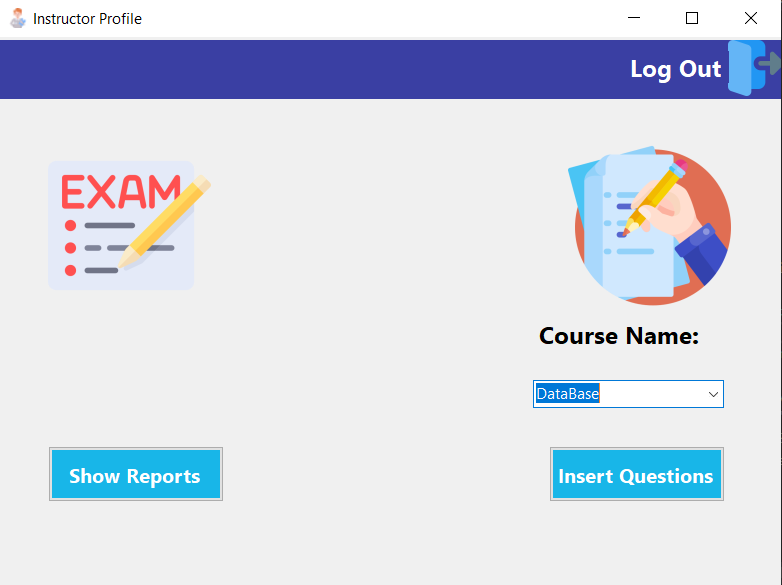 Instructor Profile
Log Out
EXAM
Course Name:
DataBase
Show Reports
Insert Questions